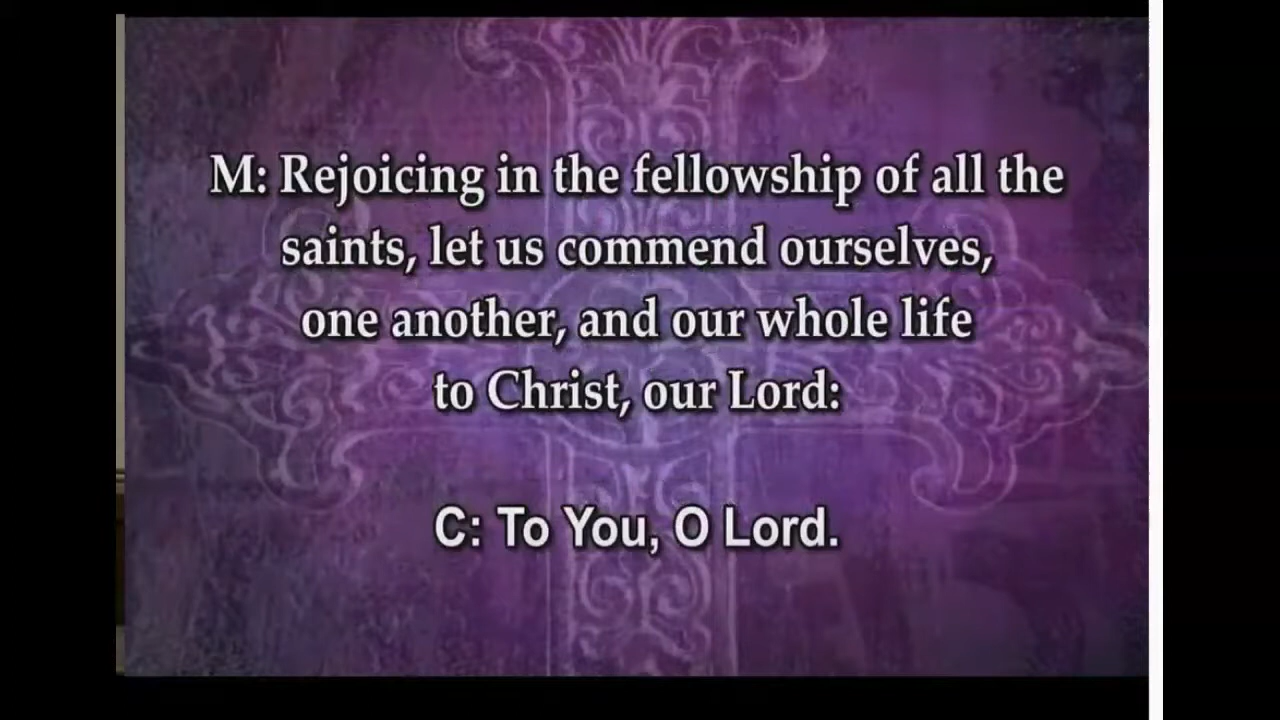 M: Rejoicing in the fellowship of all the
saints, let us commend ourselves,
one another, and our whole life
to Christ, our Lord:
C: To You, O Lord.